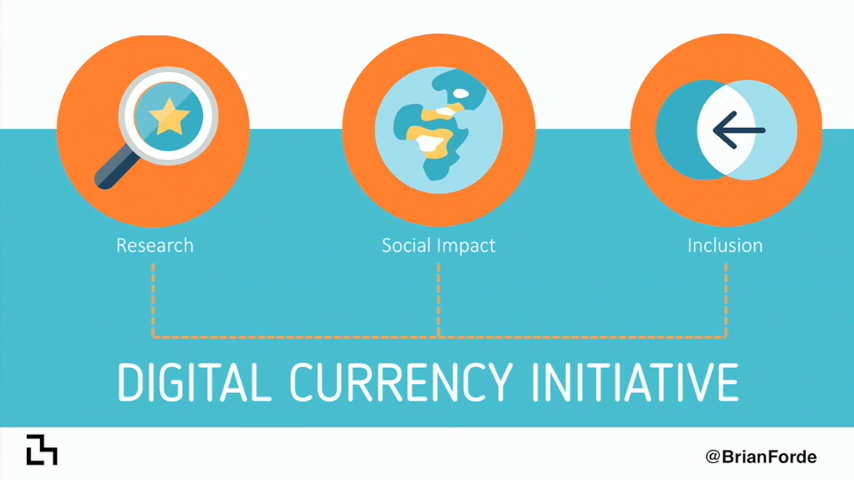 Research
Social Impact
Inclusion
DIGITAL CURRENCY INITIATIVE
@BrianForde